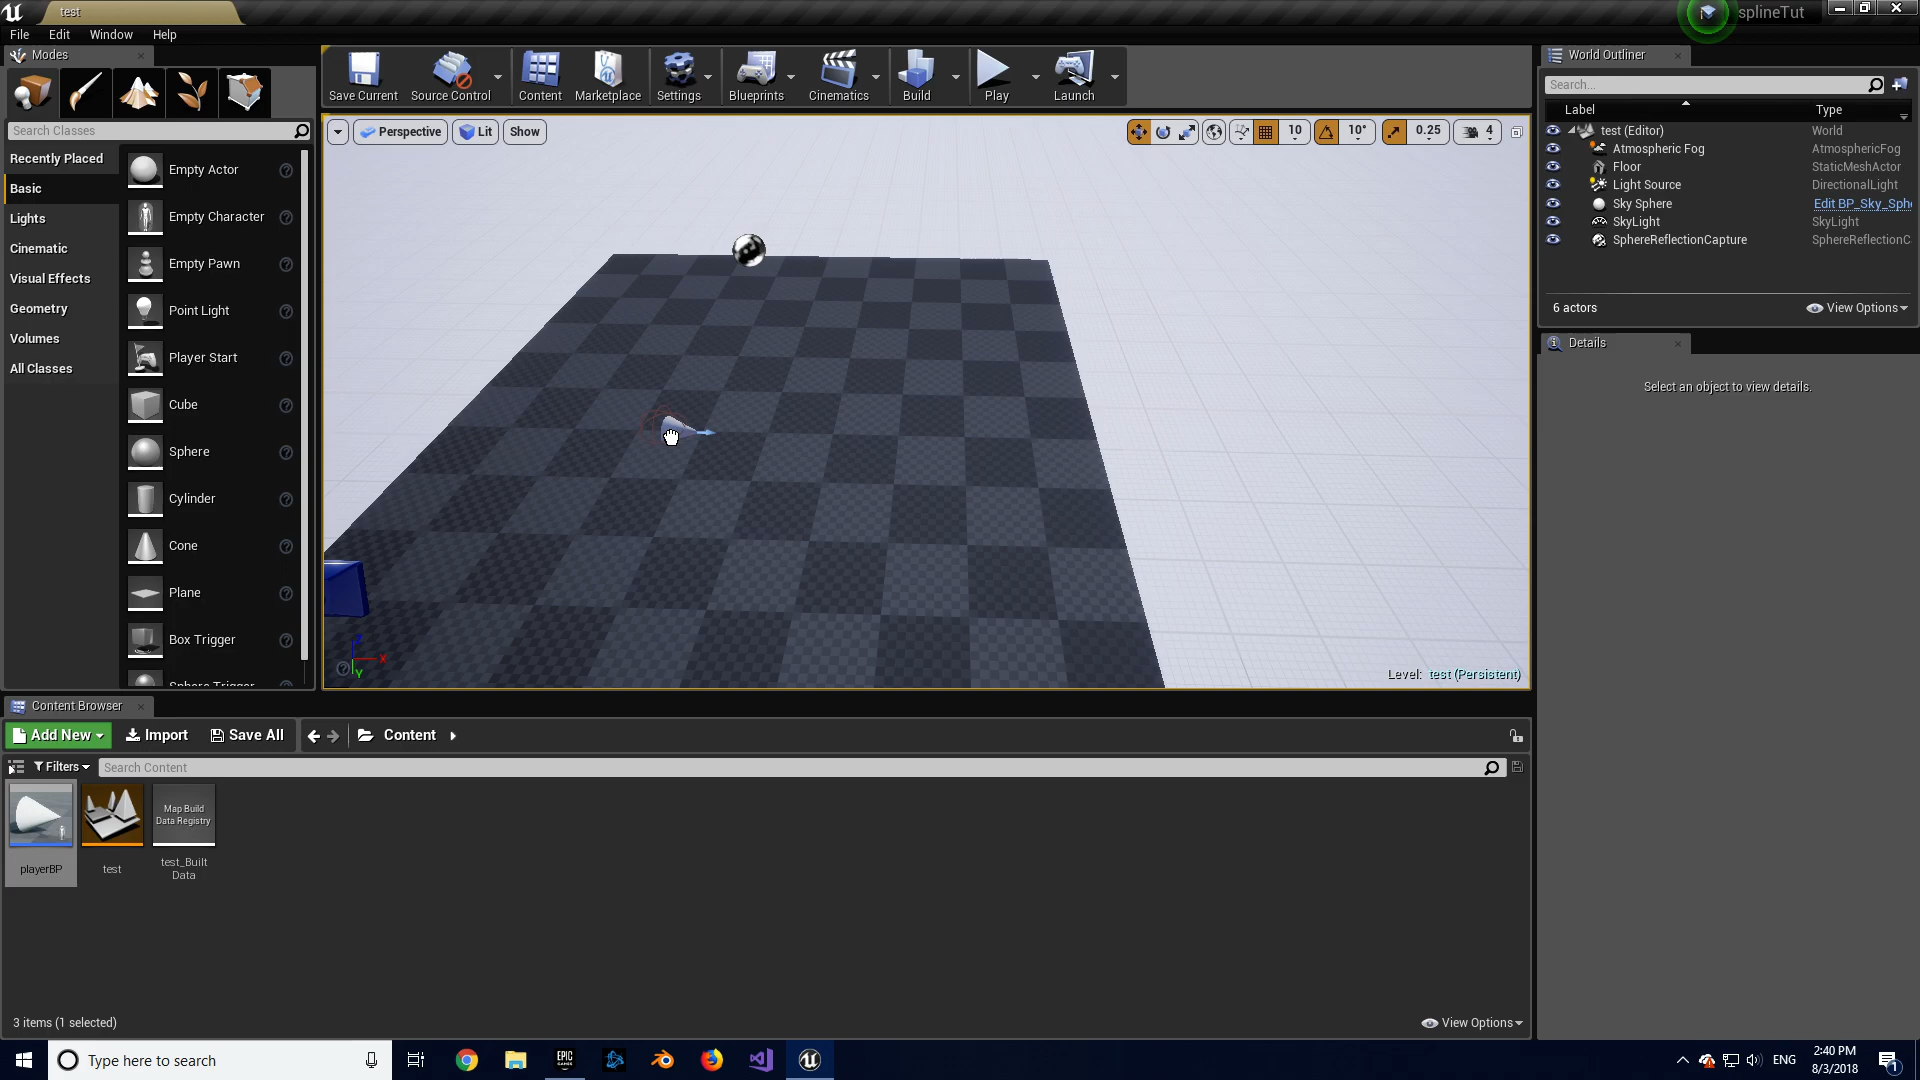 test
splineTut
File Edit Window Help
Modes
Search Classes
Recently Placed
Basic
Lights
Cinematic
Visual Effects
Geometry
Volumes
All Classes
Empty Actor
Empty Character
Empty Pawn
Point Light
Player Start
Cube
Sphere
Cylinder
Cone
Plane
Box Trigger
Sphere Trigger
Save Current Source Control Content Marketplace Settings Blueprints Cinematics Build Play Launch
Perspective Lit Show
10 10° 0.25 4
X
Z
Y
Level: test (Persistent)
World Outliner
Search...
Label Type
test (Editor) World
Atmospheric Fog AtmosphericFog
Floor StaticMeshActor
Light Source DirectionalLight
Sky Sphere Edit BP_Sky_Sph
SkyLight SkyLight
SphereReflectionCapture SphereReflectionC
6 actors View Options
Details
Select an object to view details.
Content Browser
Add New Import Save All Content
Filters Search Content
Map Build
Data Registry
playerBP test test_Built
Data
3 items (1 selected) View Options
Type here to search
EPIC
GAMES
ENG
2:40 PM
8/3/2018
1